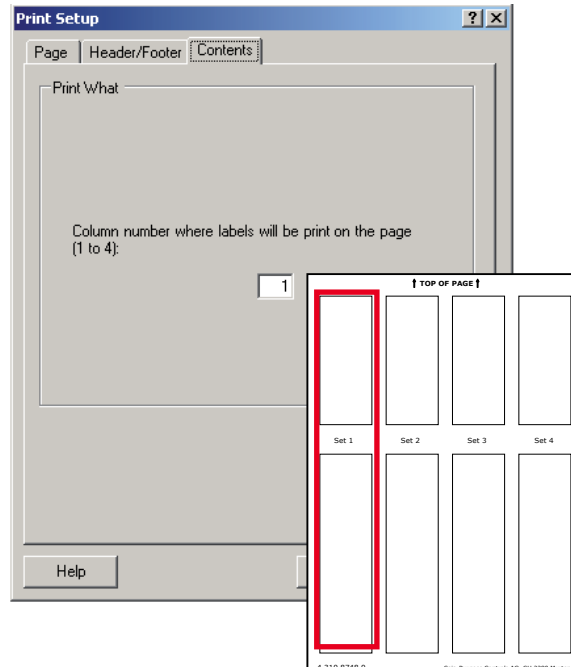 Print Setup
Page Header/Footer Contents
Print What
Column number where labels will be print on the page
(1 to 4):
1
TOP OF PAGE
Set 1 Set 2 Set 3 Set 4
Help